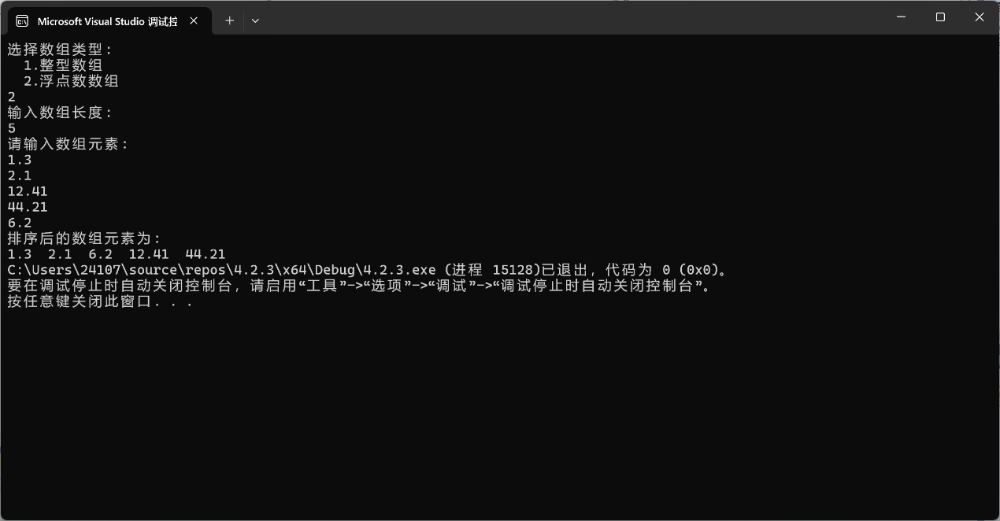 Microsoft Visual Studio 调试控
选择数组类型:
1.整型数组
2.浮点数数组
2
输入数组长度:
5
请输入数组元素:
1.3
2.1
12.41
44.21
6.2
排序后的数组元素为:
1.3  2.1  6.2  12.41  44.21
C:\Users\24107\source\repos\4.2.3\x64\Debug\4.2.3.exe (进程 15128)已退出，代码为 0 (0x0)。
要在调试停止时自动关闭控制台，请启用“工具”->“选项”->“调试”->“调试停止时自动关闭控制台”。
按任意键关闭此窗口. . .